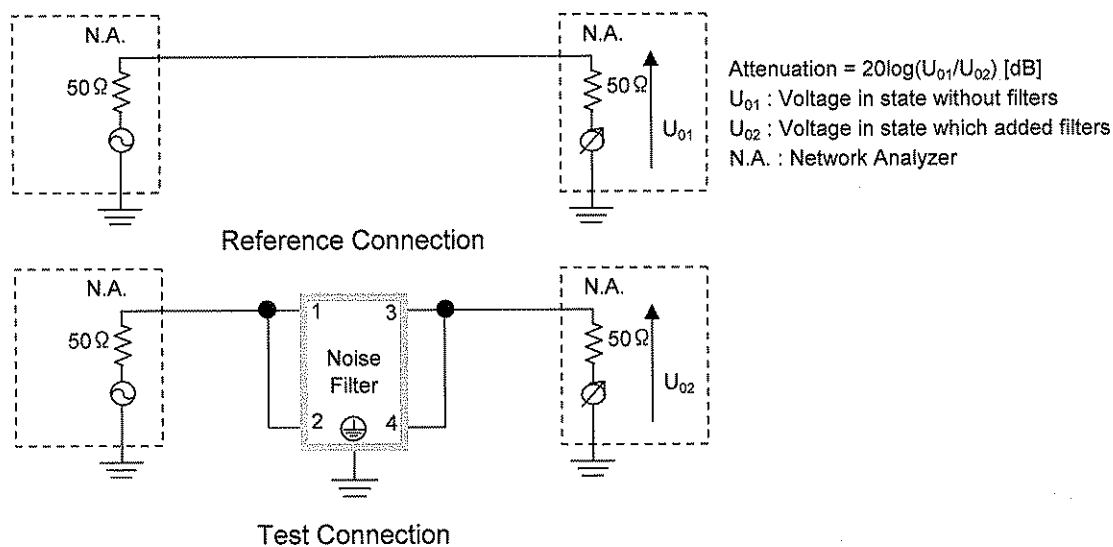 N.A.
N.A.
50Ω
50Ω
U01
Attenuation = 20log(U01/U02) [dB]
U01 : Voltage in state without filters
U02 : Voltage in state which added filters
N.A. : Network Analyzer
Reference Connection
N.A.
N.A.
50Ω
1
3
Noise
Filter
2
4
50Ω
U02
Test Connection